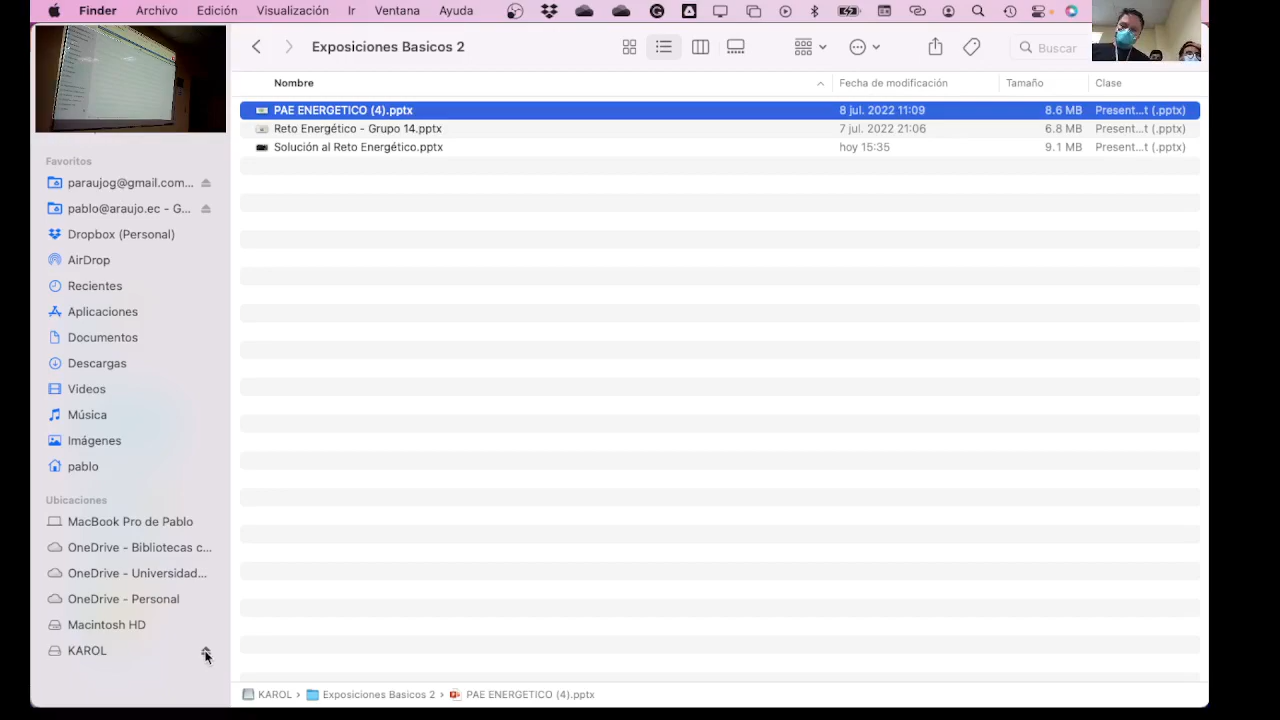 Finder Archivo Edición Visualización Ir Ventana Ayuda
Exposiciones Basicos 2
Buscar
Nombre Fecha de modificación Tamaño Clase
PAE ENERGETICO (4).pptx 8 jul. 2022 11:09 8.6 MB Present...t (.pptx)
Reto Energético - Grupo 14.pptx 7 jul. 2022 21:06 6.8 MB Present...t (.pptx)
Solución al Reto Energético.pptx hoy 15:35 9.1 MB Present...t (.pptx)
Favoritos
paraujog@gmail.com...
pablo@araujo.ec - G...
Dropbox (Personal)
AirDrop
Recientes
Aplicaciones
Documentos
Descargas
Videos
Música
Imágenes
pablo
Ubicaciones
MacBook Pro de Pablo
OneDrive - Bibliotecas c...
OneDrive - Universidad...
OneDrive - Personal
Macintosh HD
KAROL
KAROL › Exposiciones Basicos 2 › PAE ENERGETICO (4).pptx